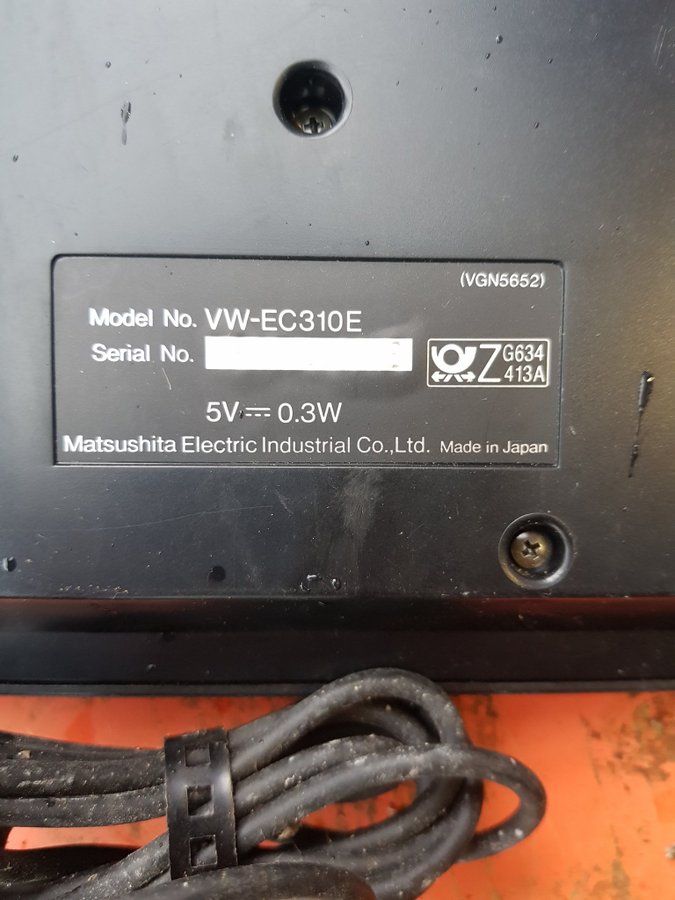 (VGN5652)
Model No. VW-EC310E
Serial No.
Z G634
413A
5V⎓0.3W
Matsushita Electric Industrial Co.,Ltd. Made in Japan